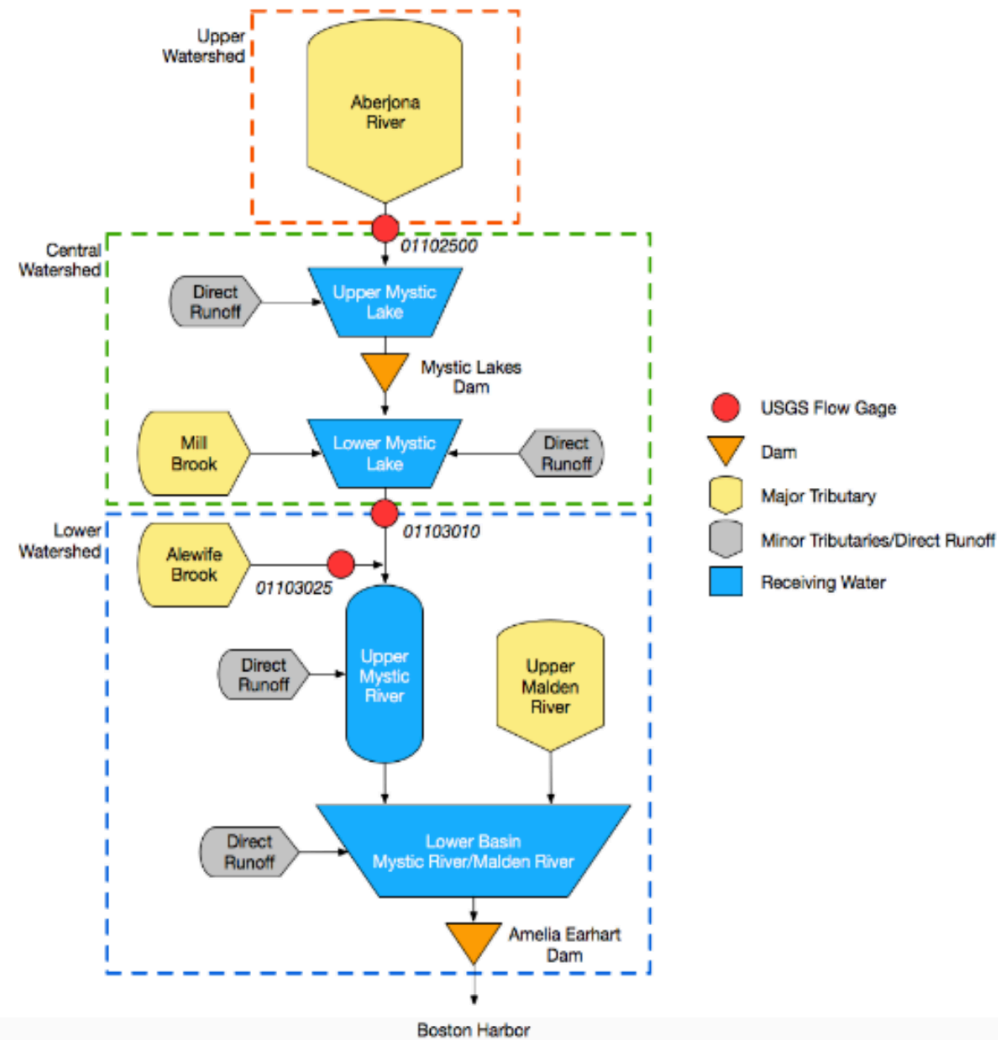 Upper
Watershed
Aberjona
River
01102500
Central
Watershed
Direct
Runoff
Upper Mystic
Lake
Mystic Lakes
Dam
Mill
Brook
Lower Mystic
Lake
Direct
Runoff
01103010
Lower
Watershed
Alewife
Brook
01103025
Direct
Runoff
Upper
Mystic
River
Upper
Malden
River
Direct
Runoff
Lower Basin
Mystic River/Malden River
Amelia Earhart
Dam
Boston Harbor
USGS Flow Gage
Dam
Major Tributary
Minor Tributaries/Direct Runoff
Receiving Water